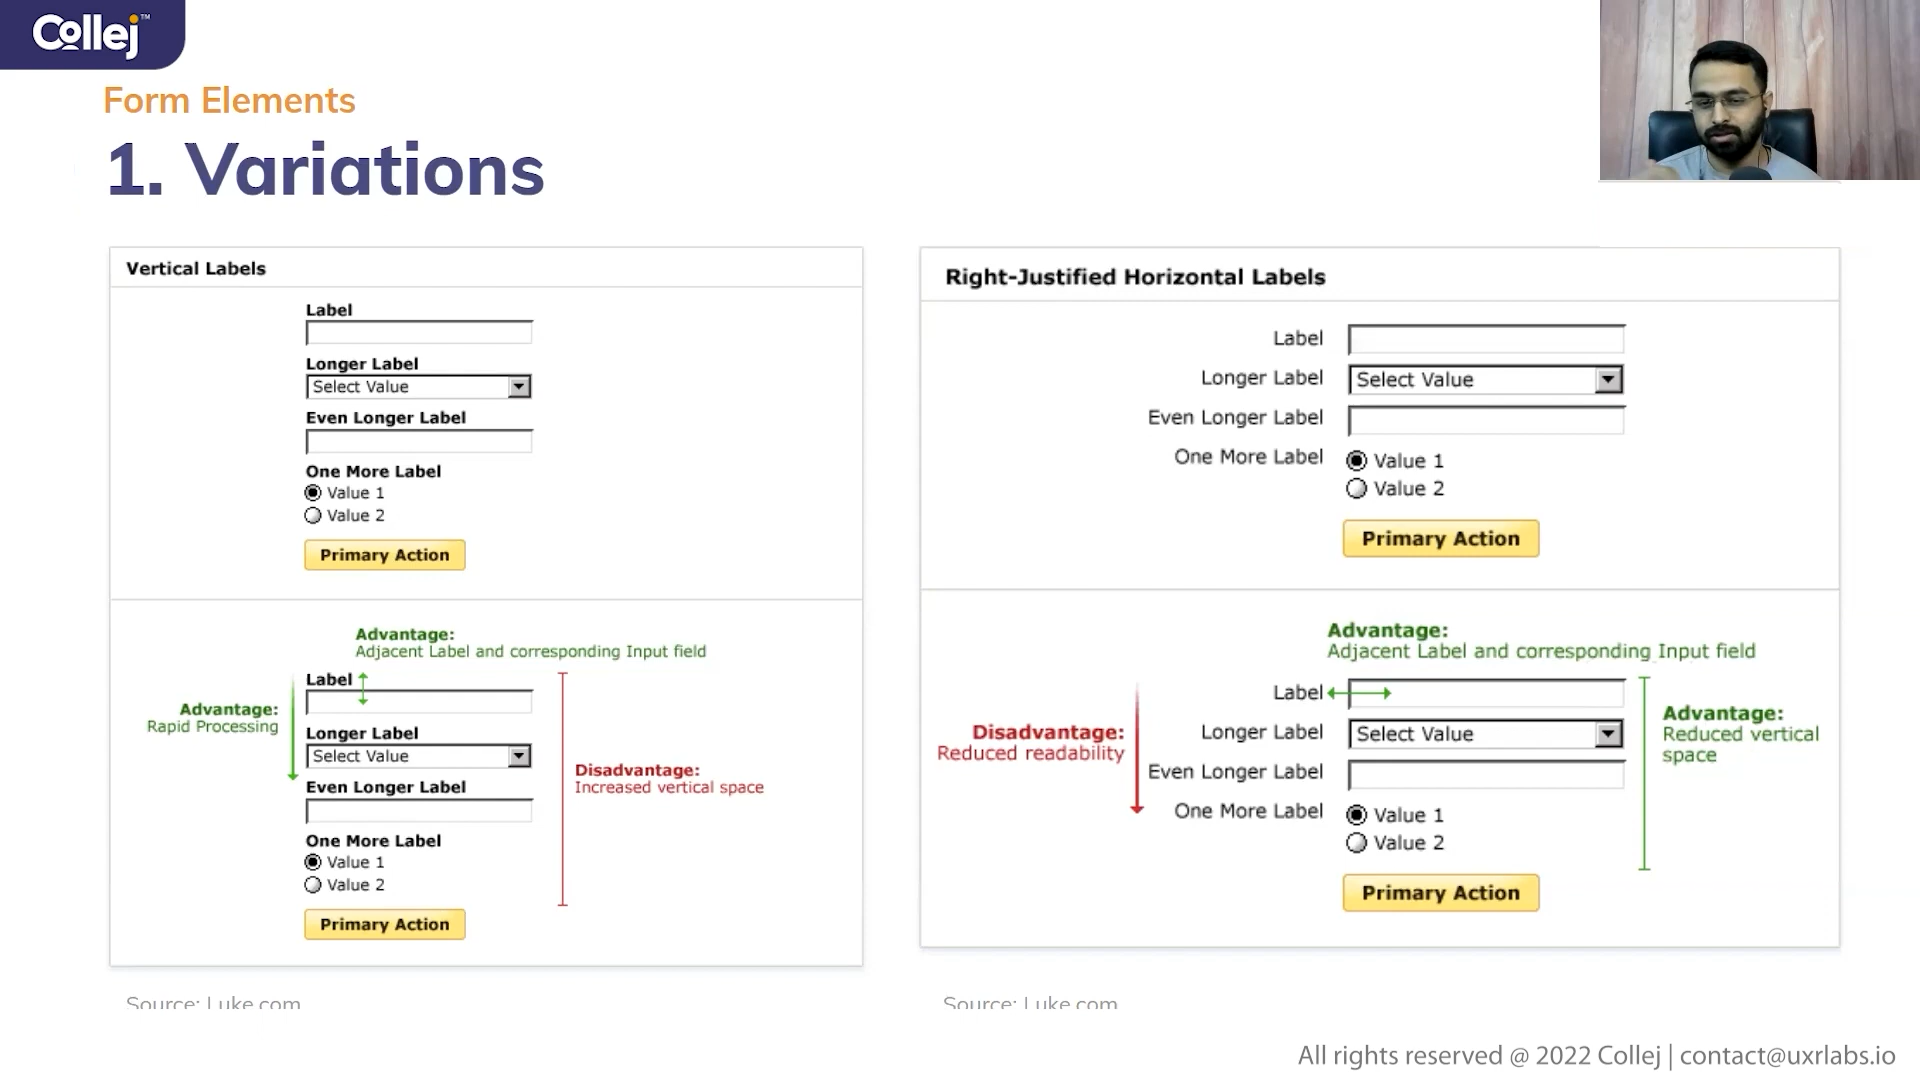 Collej™
Form Elements
1. Variations
Vertical Labels
Label
Longer Label
Select Value
Even Longer Label
One More Label
Value 1
Value 2
Primary Action
Advantage:
Adjacent Label and corresponding Input field
Label
Advantage:
Rapid Processing
Longer Label
Select Value
Disadvantage:
Increased vertical space
Even Longer Label
One More Label
Value 1
Value 2
Primary Action
Source: Luke.com
Right-Justified Horizontal Labels
Label
Longer Label Select Value
Even Longer Label
One More Label Value 1
Value 2
Primary Action
Advantage:
Adjacent Label and corresponding Input field
Label
Disadvantage:
Reduced readability
Longer Label Select Value
Advantage:
Reduced vertical
space
Even Longer Label
One More Label Value 1
Value 2
Primary Action
Source: Luke.com
All rights reserved @ 2022 Collej | contact@uxrlabs.io